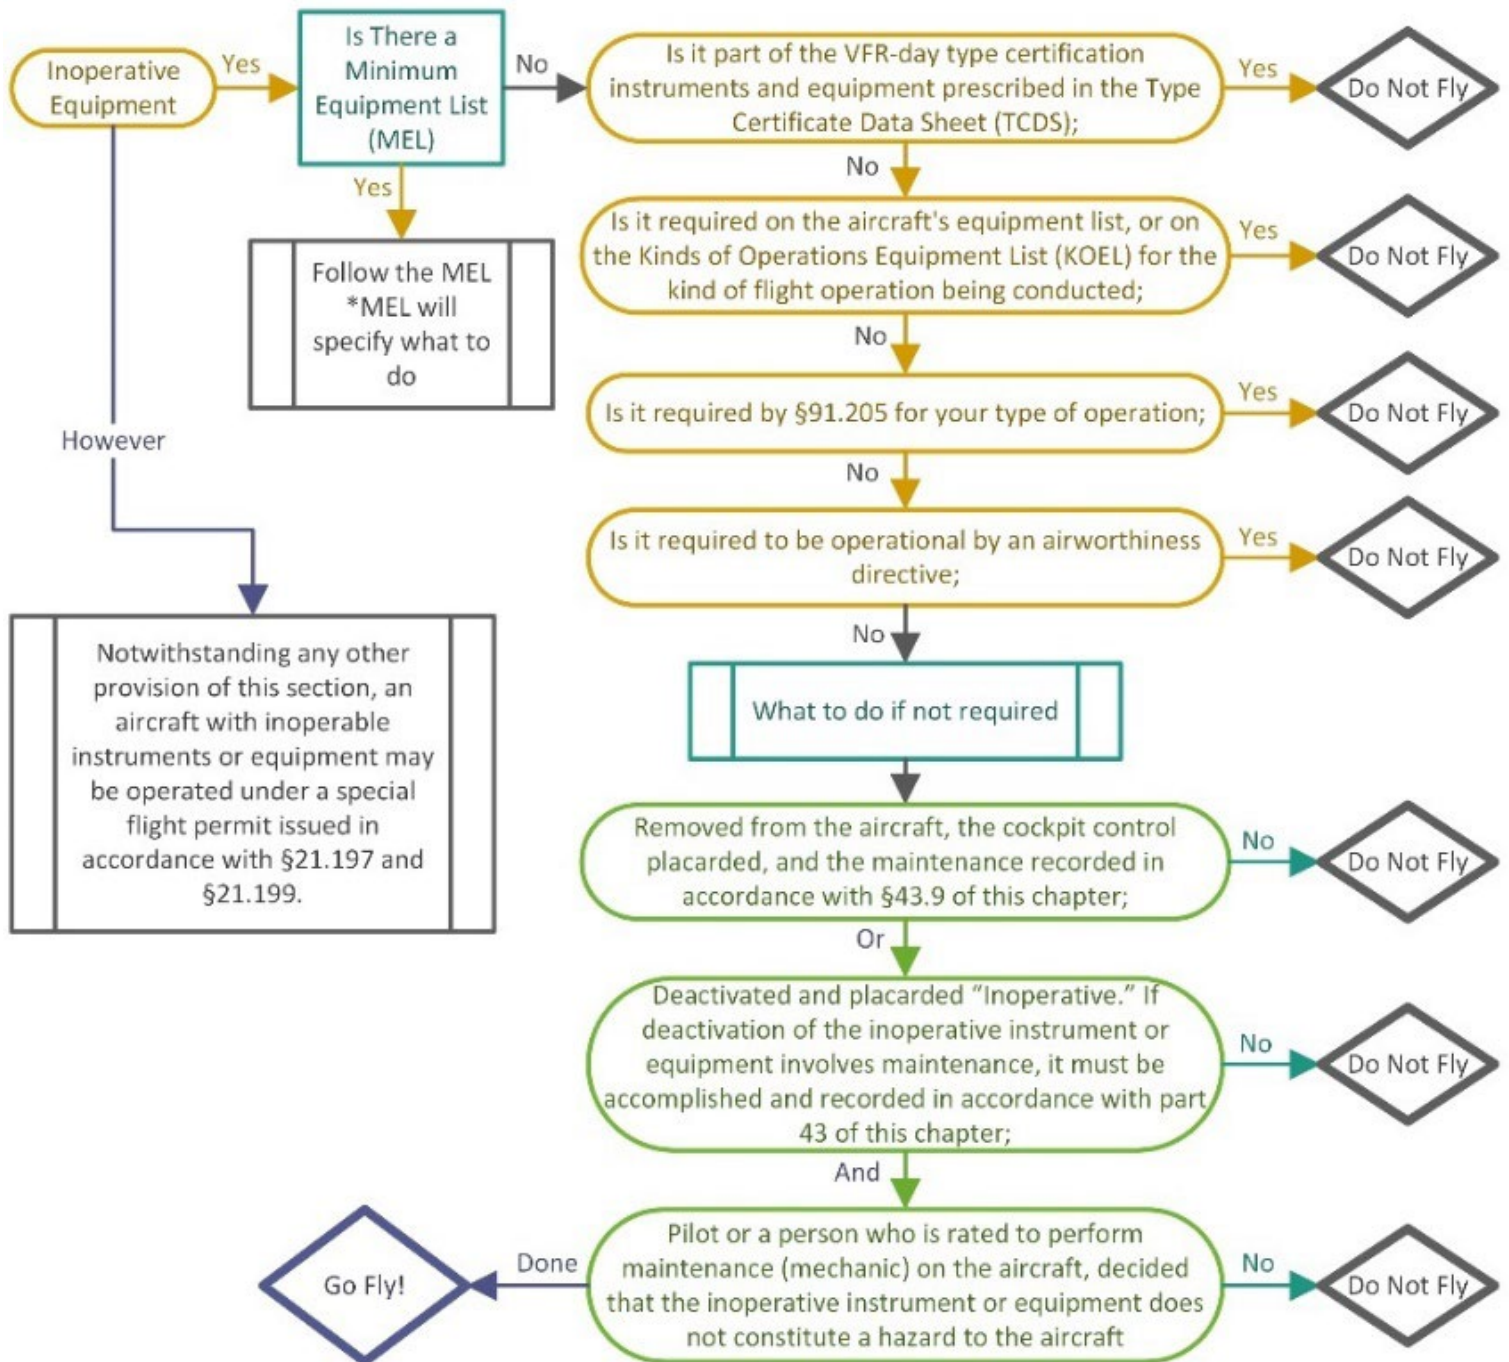 Inoperative
Equipment
Yes
Is There a
Minimum
Equipment List
(MEL)
No
Is it part of the VFR-day type certification
instruments and equipment prescribed in the Type
Certificate Data Sheet (TCDS);
Yes
Do Not Fly
Yes
No
Follow the MEL
*MEL will
specify what to
do
Is it required on the aircraft's equipment list, or on
the Kinds of Operations Equipment List (KOEL) for the
kind of flight operation being conducted;
Yes
Do Not Fly
No
Is it required by §91.205 for your type of operation;
Yes
Do Not Fly
However
No
Is it required to be operational by an airworthiness
directive;
Yes
Do Not Fly
No
Notwithstanding any other
provision of this section, an
aircraft with inoperable
instruments or equipment may
be operated under a special
flight permit issued in
accordance with §21.197 and
§21.199.
What to do if not required
Removed from the aircraft, the cockpit control
placarded, and the maintenance recorded in
accordance with §43.9 of this chapter;
No
Do Not Fly
Or
Deactivated and placarded “Inoperative.” If
deactivation of the inoperative instrument or
equipment involves maintenance, it must be
accomplished and recorded in accordance with part
43 of this chapter;
No
Do Not Fly
And
Pilot or a person who is rated to perform
maintenance (mechanic) on the aircraft, decided
that the inoperative instrument or equipment does
not constitute a hazard to the aircraft
No
Do Not Fly
Done
Go Fly!